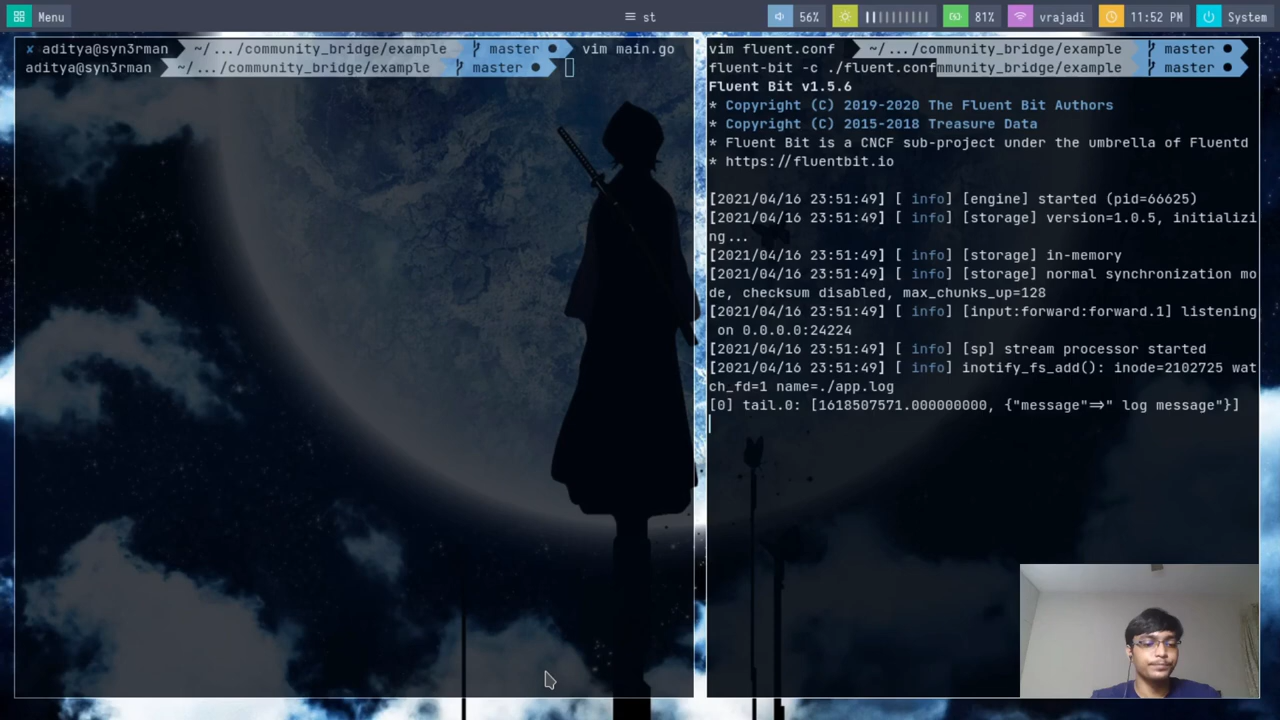 Menu
st
56%
81%
vrajadi
11:52 PM
System
✘ aditya@syn3rman ~/.../community_bridge/example master ● vim main.go
aditya@syn3rman ~/.../community_bridge/example master ●
vim fluent.conf ~/.../community_bridge/example master ●
fluent-bit -c ./fluent.confmmunity_bridge/example master ●
Fluent Bit v1.5.6
* Copyright (C) 2019-2020 The Fluent Bit Authors
* Copyright (C) 2015-2018 Treasure Data
* Fluent Bit is a CNCF sub-project under the umbrella of Fluentd
* https://fluentbit.io
[2021/04/16 23:51:49] [ info] [engine] started (pid=66625)
[2021/04/16 23:51:49] [ info] [storage] version=1.0.5, initializi
ng...
[2021/04/16 23:51:49] [ info] [storage] in-memory
[2021/04/16 23:51:49] [ info] [storage] normal synchronization mo
de, checksum disabled, max_chunks_up=128
[2021/04/16 23:51:49] [ info] [input:forward:forward.1] listening
on 0.0.0.0:24224
[2021/04/16 23:51:49] [ info] [sp] stream processor started
[2021/04/16 23:51:49] [ info] inotify_fs_add(): inode=2102725 wat
ch_fd=1 name=./app.log
[0] tail.0: [1618507571.000000000, {"message"=>" log message"}]